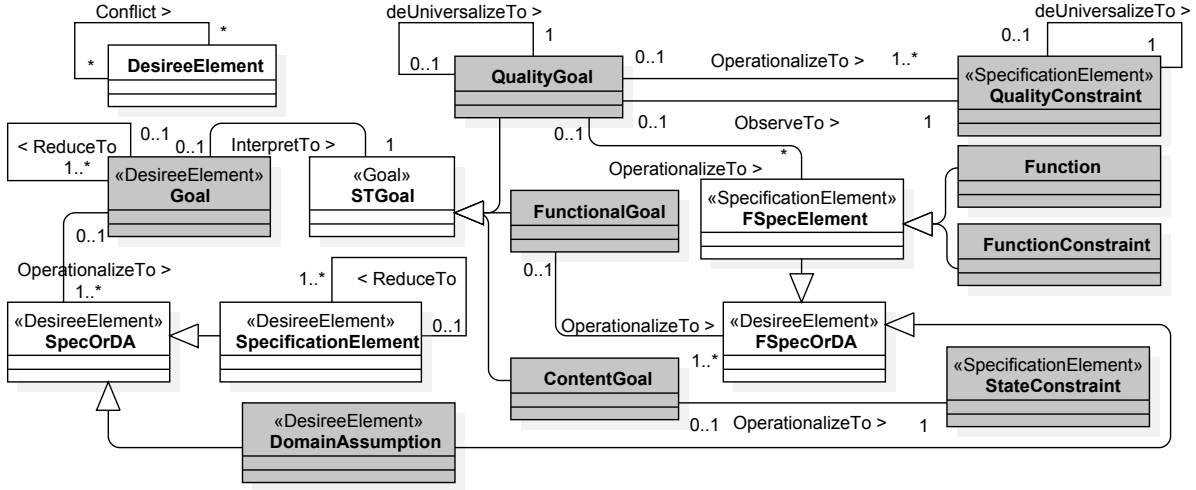 Conflict >
*
*
DesireeElement
deUniversalizeTo >
1
0..1
QualityGoal
0..1
OperationalizeTo >
1..*
deUniversalizeTo >
0..1
1
«SpecificationElement»
QualityConstraint
0..1
0..1
ObserveTo >
1
< ReduceTo
0..1
1..*
«DesireeElement»
Goal
0..1
InterpretTo >
1
«Goal»
STGoal
OperationalizeTo >
*
«SpecificationElement»
FSpecElement
Function
FunctionConstraint
FunctionalGoal
0..1
0..1
OperationalizeTo >
1..*
«DesireeElement»
SpecOrDA
1..*
< ReduceTo
0..1
«DesireeElement»
SpecificationElement
OperationalizeTo >
1..*
«DesireeElement»
FSpecOrDA
ContentGoal
0..1
OperationalizeTo >
1
«SpecificationElement»
StateConstraint
«DesireeElement»
DomainAssumption